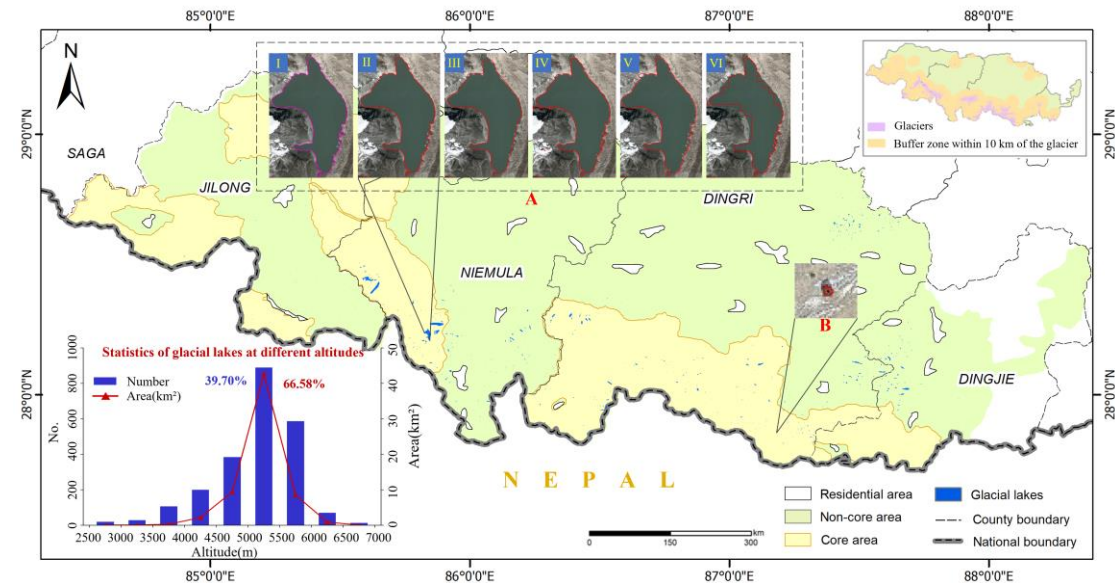 85°0'0"E 86°0'0"E 87°0'0"E 88°0'0"E
N
I II III IV V VI
Glaciers
Buffer zone within 10 km of the glacier
29°0'0"N 29°0'0"N
SAGA
JILONG
A
DINGRI
NIEMULA
B
DINGJIE
28°0'0"N 28°0'0"N
Statistics of glacial lakes at different altitudes
Number
Area(km²)
39.70% 66.58%
No.
1000
800
600
400
200
0
Area(km²)
50
40
30
20
10
0
2500 3000 3500 4000 4500 5000 5500 6000 6500 7000
Altitude(m)
NEPAL
Residential area
Non-core area
Core area
Glacial lakes
County boundary
National boundary
0 150 300
km
85°0'0"E 86°0'0"E 87°0'0"E 88°0'0"E